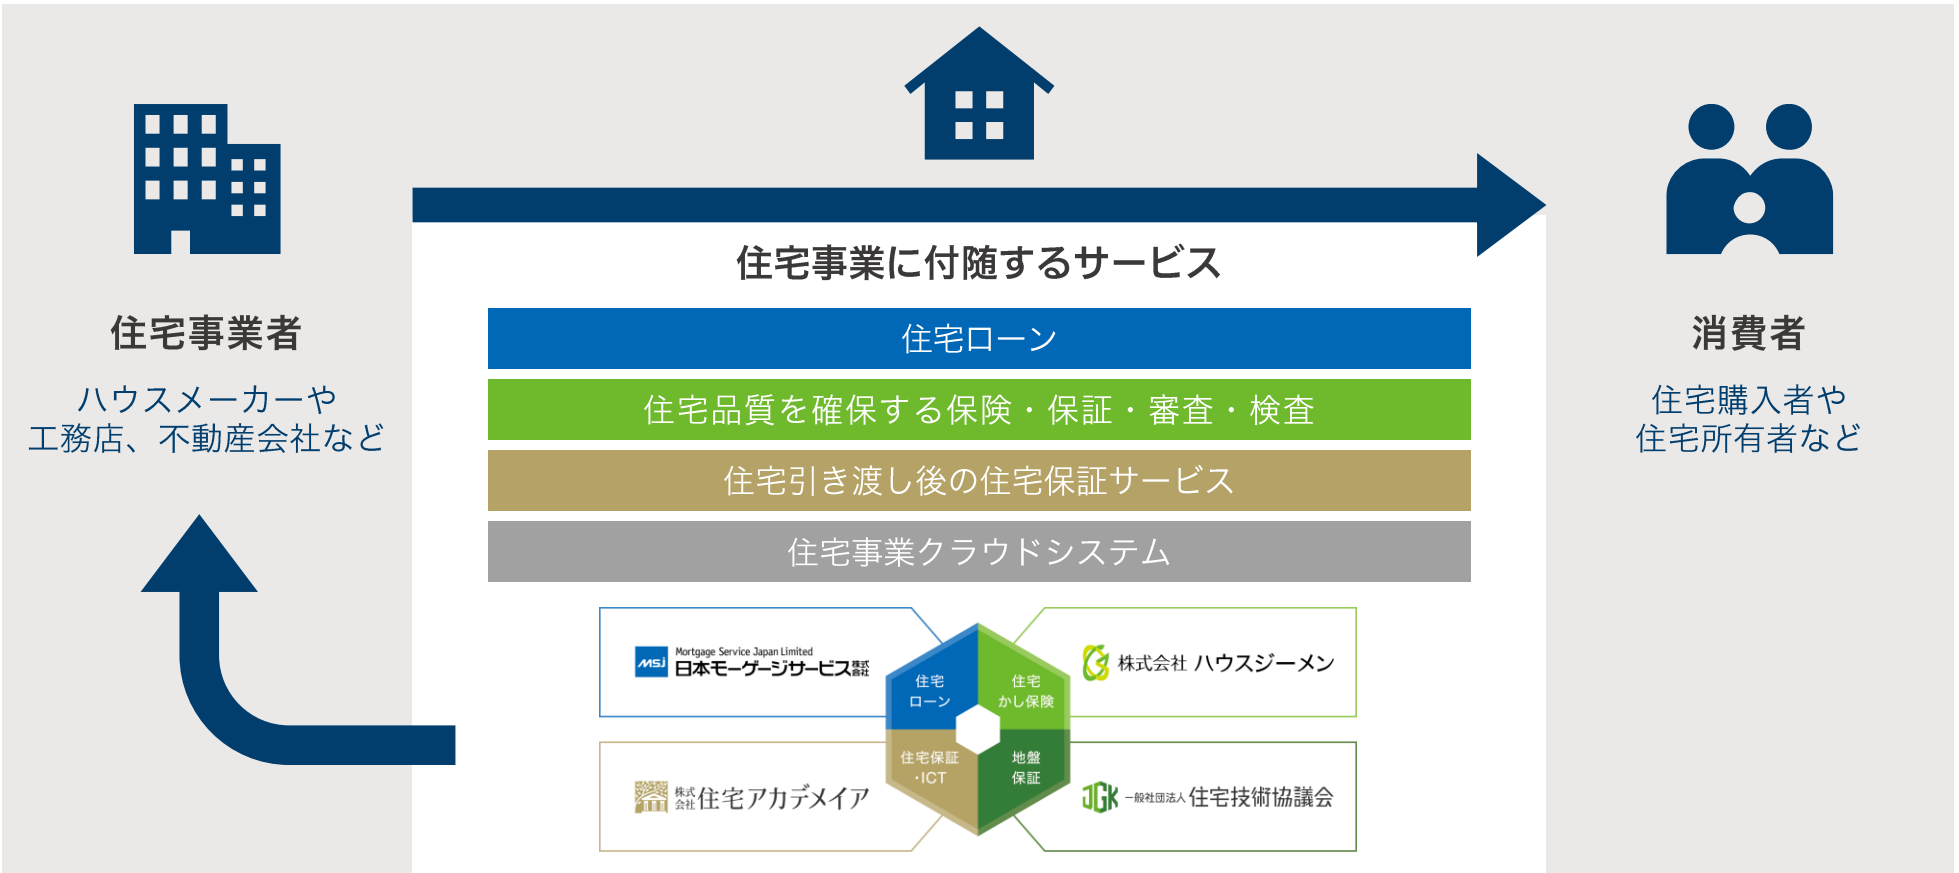 住宅事業者
ハウスメーカーや
工務店、不動産会社など
住宅事業に付随するサービス
住宅ローン
住宅品質を確保する保険・保証・審査・検査
住宅引き渡し後の住宅保証サービス
住宅事業クラウドシステム
MSJ
Mortgage Service Japan Limited
日本モーゲージサービス株式会社
住宅
ローン
住宅
かし保険
株式会社 ハウスジーメン
株式会社 住宅アカデメイア
住宅保証
・ICT
地盤
保証
JGK
一般社団法人 住宅技術協議会
消費者
住宅購入者や
住宅所有者など